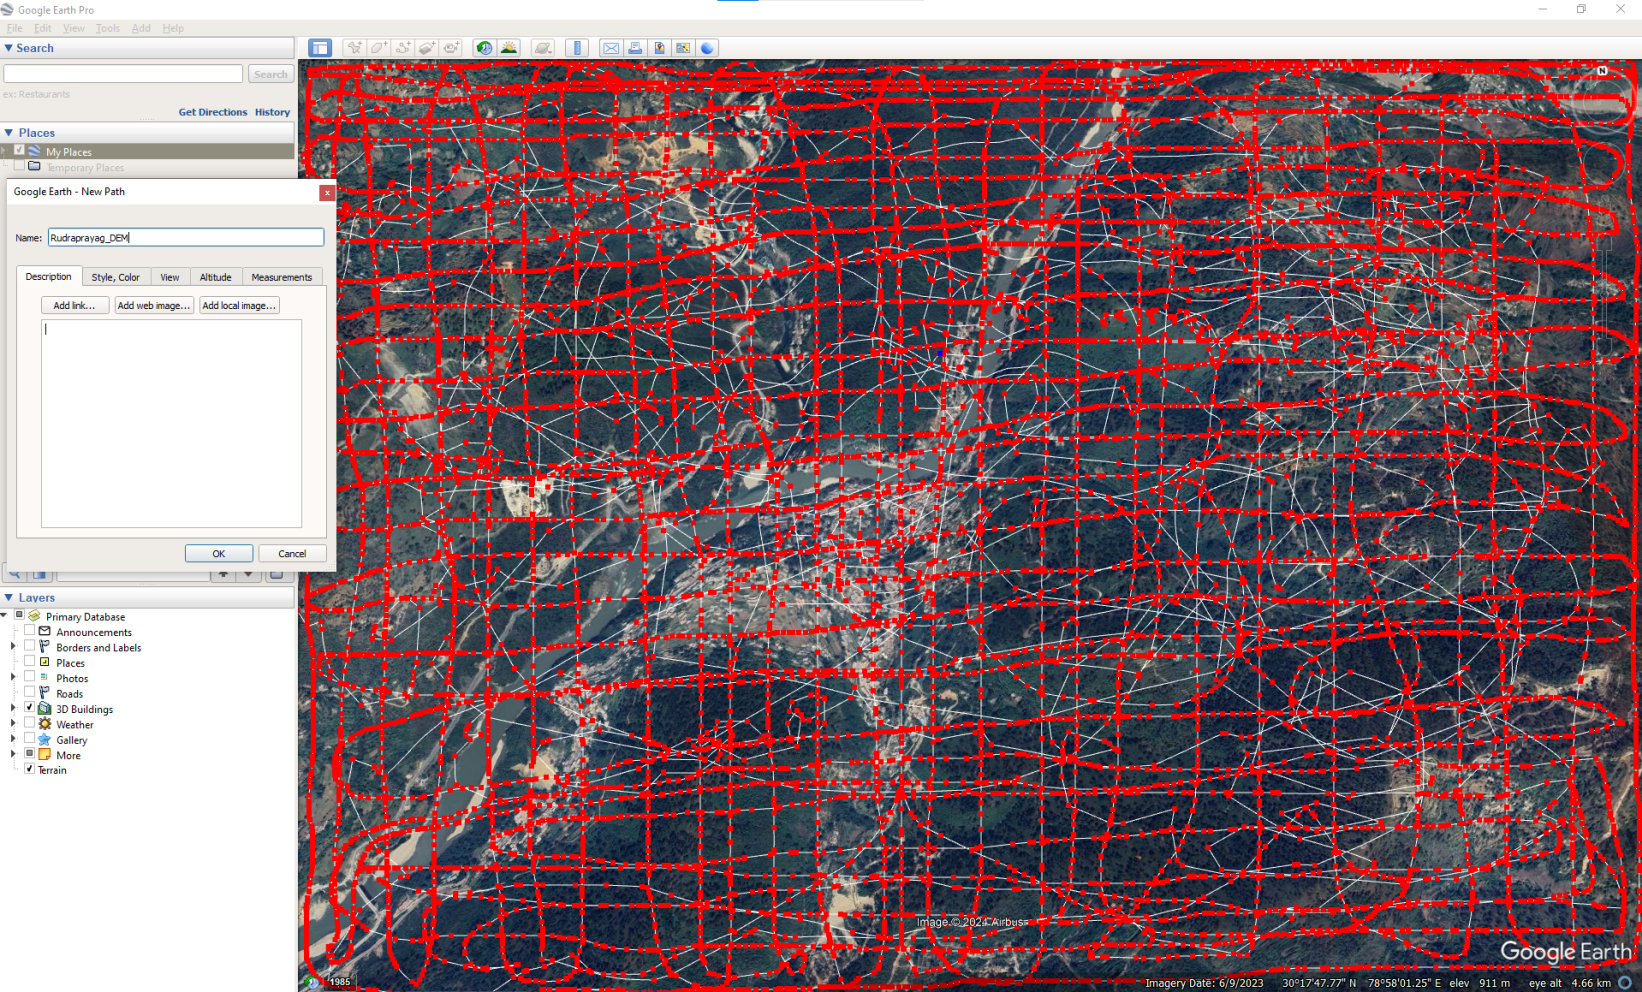 Google Earth Pro
File Edit View Tools Add Help
Search
Search
ex: Restaurants
Get Directions History
Places
My Places
Temporary Places
Google Earth - New Path
x
Name: Rudraprayag_DEM
Description Style, Color View Altitude Measurements
Add link... Add web image... Add local image...
OK Cancel
Layers
Primary Database
Announcements
Borders and Labels
Places
Photos
Roads
3D Buildings
Weather
Gallery
More
Terrain
N
Image © 2024 Airbus
Google Earth
1985
Imagery Date: 6/9/2023 30°17'47.77" N 78°58'01.25" E elev 911 m eye alt 4.66 km